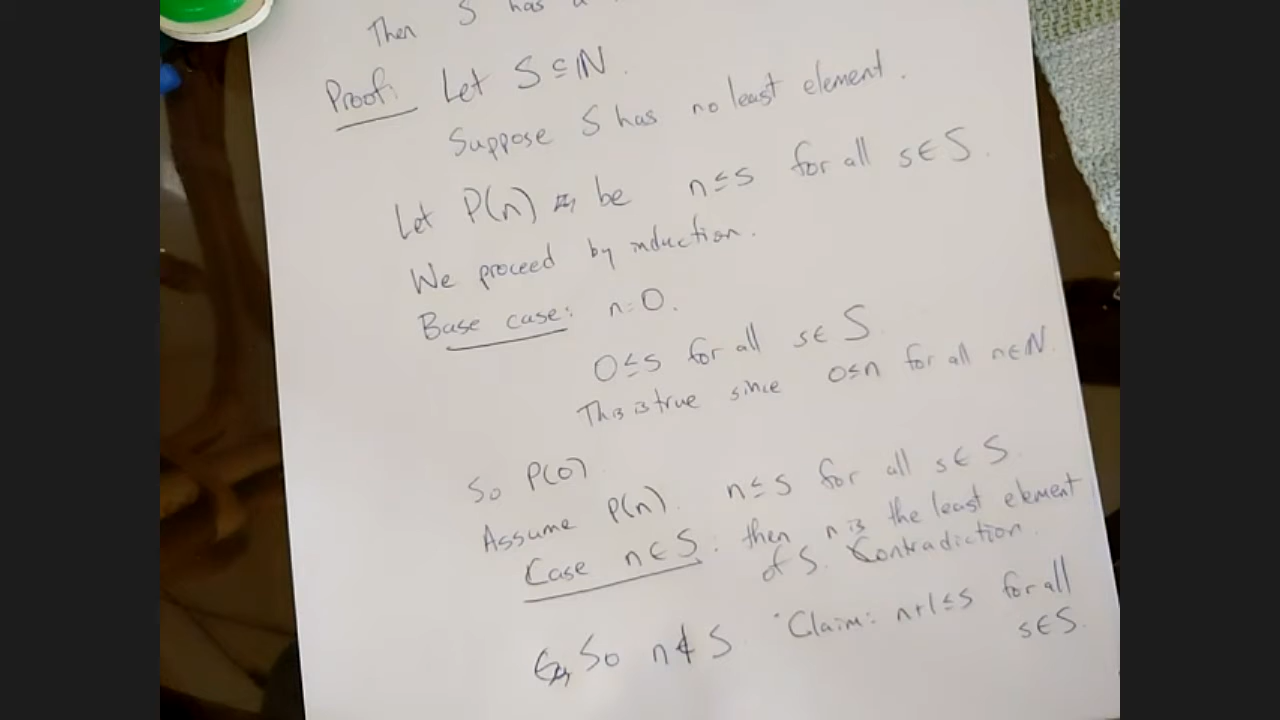 Then S has a
Proof: Let S ⊆ ℕ.
Suppose S has no least element.
Let P(n) be n ≤ s for all s ∈ S.
We proceed by induction.
Base case: n = 0.
0 ≤ s for all s ∈ S
This is true since 0 ≤ n for all n ∈ ℕ.
So P(0)
Assume P(n). n ≤ s for all s ∈ S.
Case n ∈ S: then n is the least element
of S. Contradiction.
So n ∉ S. Claim: n+1 ≤ s for all
s ∈ S.